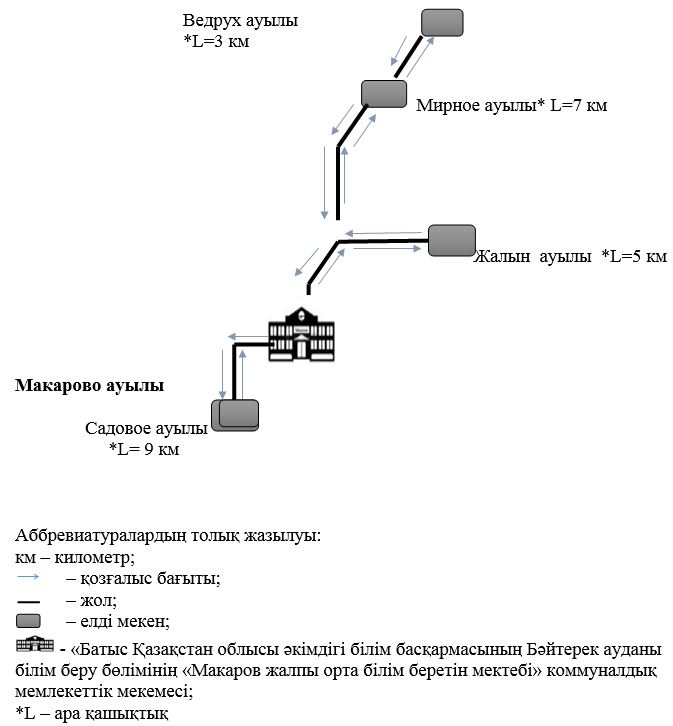 Ведрух ауылы
*L=3 км
Мирное ауылы* L=7 км
Жалын ауылы *L=5 км
Макарово ауылы
Садовое ауылы
*L= 9 км
Аббревиатуралардың толық жазылуы:
км – километр;
– қозғалыс бағыты;
– жол;
– елді мекен;
- «Батыс Қазақстан облысы әкімдігі білім басқармасының Бәйтерек ауданы
білім беру бөлімінің «Макаров жалпы орта білім беретін мектебі» коммуналдық
мемлекеттік мекемесі;
*L – ара қашықтық